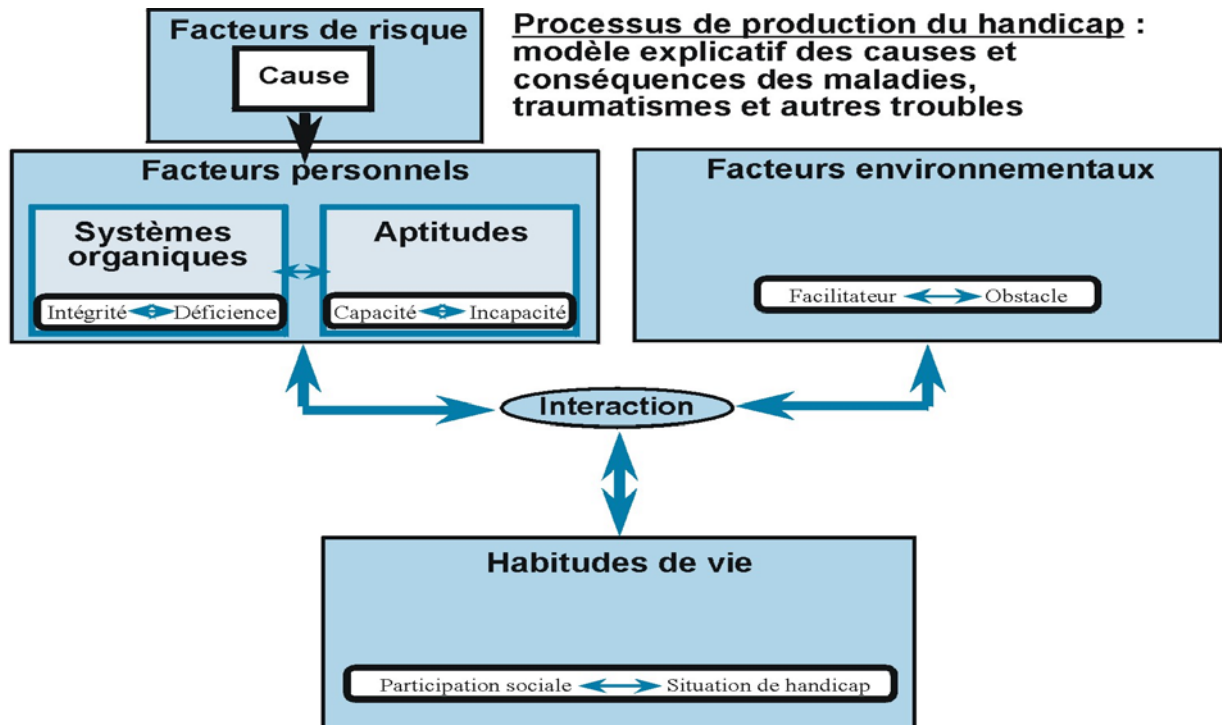 Facteurs de risque
Cause
Processus de production du handicap :
modèle explicatif des causes et
conséquences des maladies,
traumatismes et autres troubles
Facteurs personnels
Systèmes
organiques
Intégrité
Déficience
Aptitudes
Capacité
Incapacité
Facteurs environnementaux
Facilitateur
Obstacle
Interaction
Habitudes de vie
Participation sociale
Situation de handicap